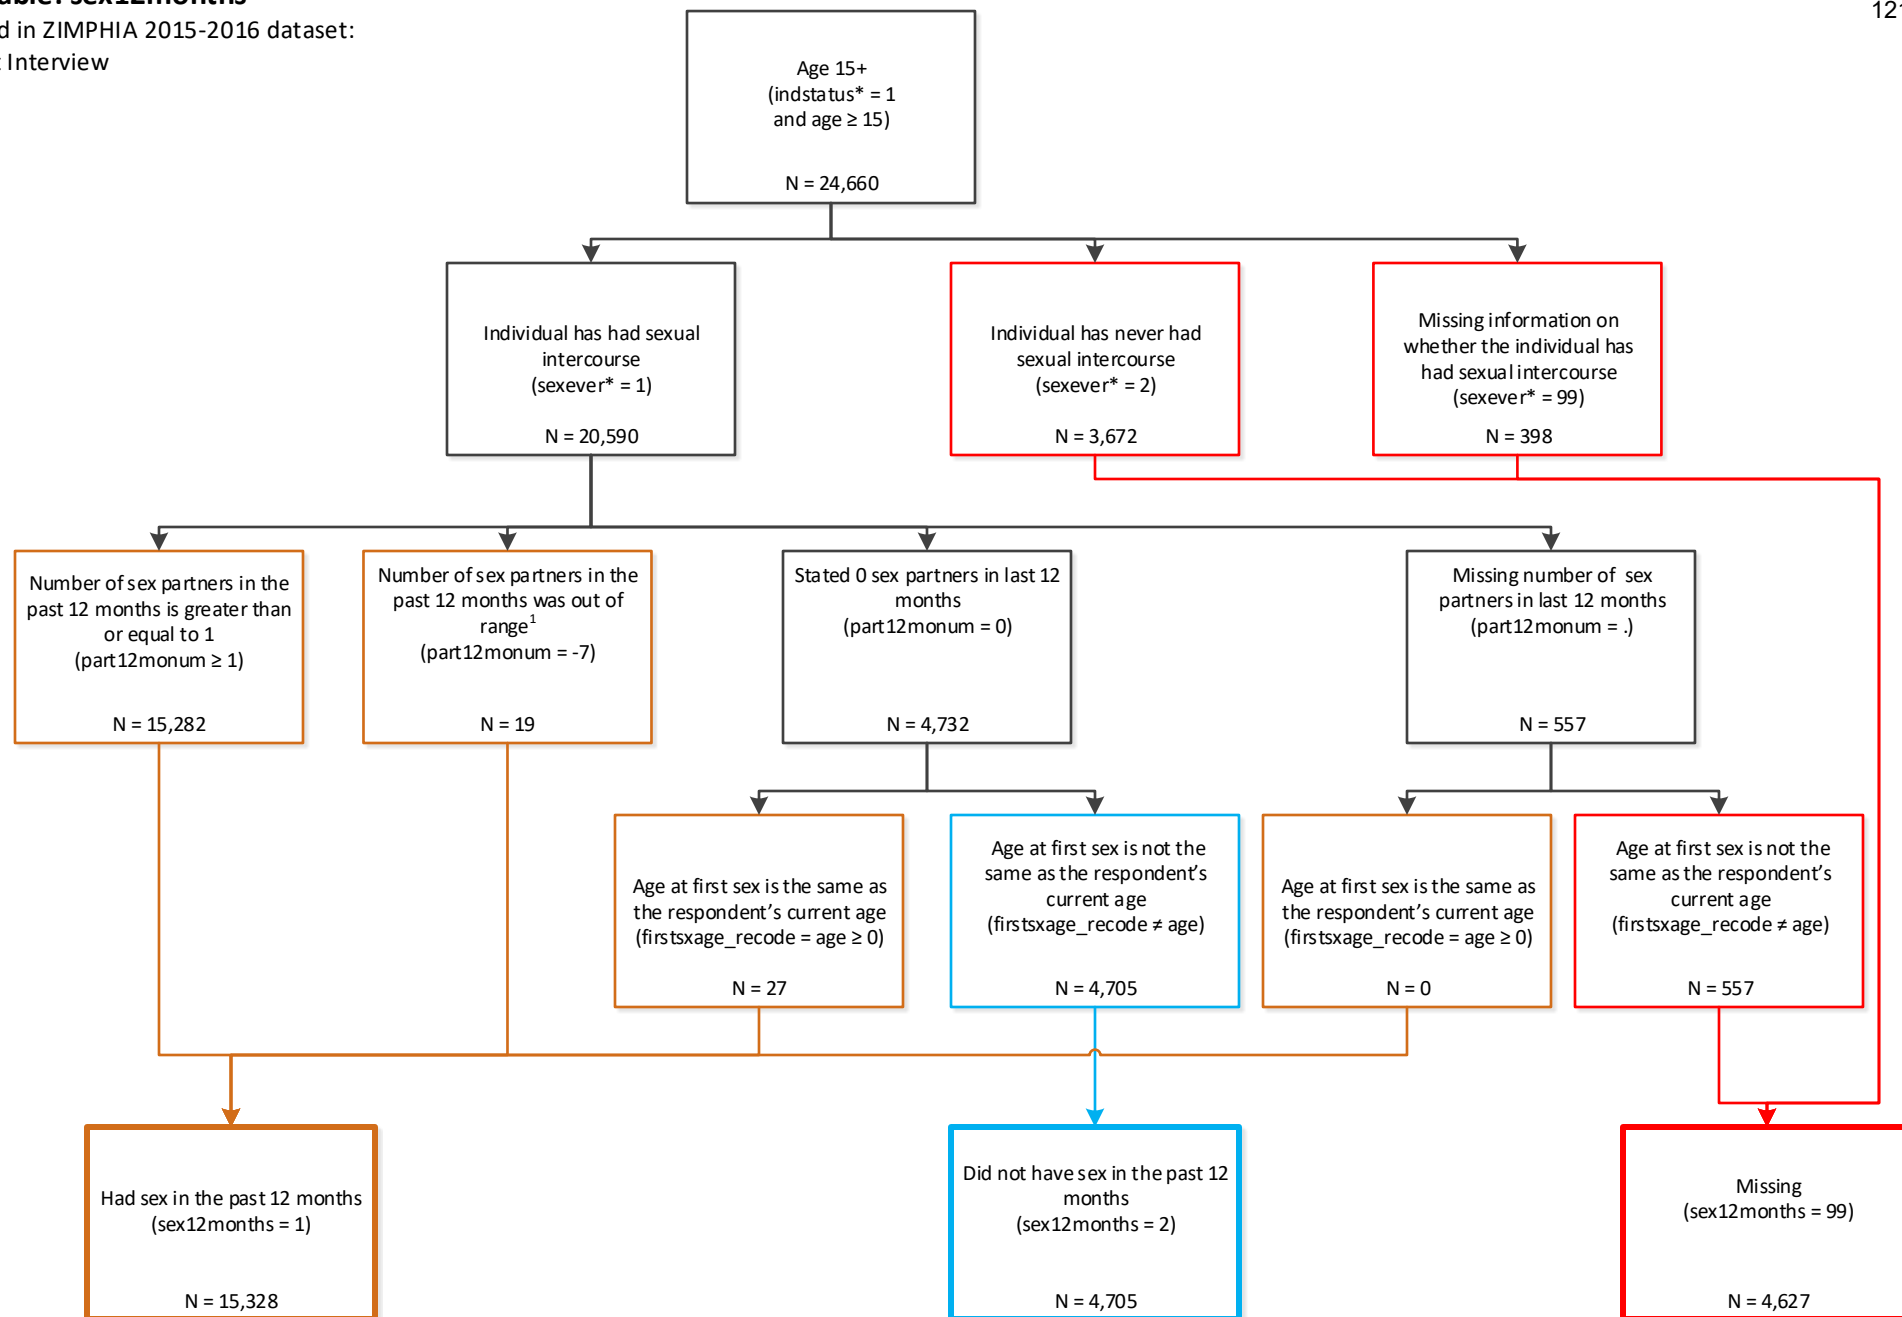 sex12months
in ZIMPHIA 2015-2016 dataset:
Interview
121
Age 15+
(indstatus* = 1
and age ≥ 15)
N = 24,660
Individual has had sexual
intercourse
(sexever* = 1)
N = 20,590
Individual has never had
sexual intercourse
(sexever* = 2)
N = 3,672
Missing information on
whether the individual has
had sexual intercourse
(sexever* = 99)
N = 398
Number of sex partners in the
past 12 months is greater than
or equal to 1
(part12monum ≥ 1)
N = 15,282
Number of sex partners in the
past 12 months was out of
range¹
(part12monum = -7)
N = 19
Stated 0 sex partners in last 12
months
(part12monum = 0)
N = 4,732
Missing number of sex
partners in last 12 months
(part12monum = .)
N = 557
Age at first sex is the same as
the respondent’s current age
(firstsxage_recode = age ≥ 0)
N = 27
Age at first sex is not the
same as the respondent’s
current age
(firstsxage_recode ≠ age)
N = 4,705
Age at first sex is the same as
the respondent’s current age
(firstsxage_recode = age ≥ 0)
N = 0
Age at first sex is not the
same as the respondent’s
current age
(firstsxage_recode ≠ age)
N = 557
Had sex in the past 12 months
(sex12months = 1)
N = 15,328
Did not have sex in the past 12
months
(sex12months = 2)
N = 4,705
Missing
(sex12months = 99)
N = 4,627